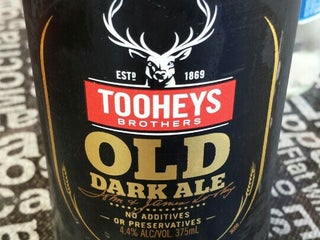 ESTD 1869
TOOHEYS
BROTHERS
OLD
DARK ALE
NO ADDITIVES
OR PRESERVATIVES
4.4% ALC/VOL. 375mL